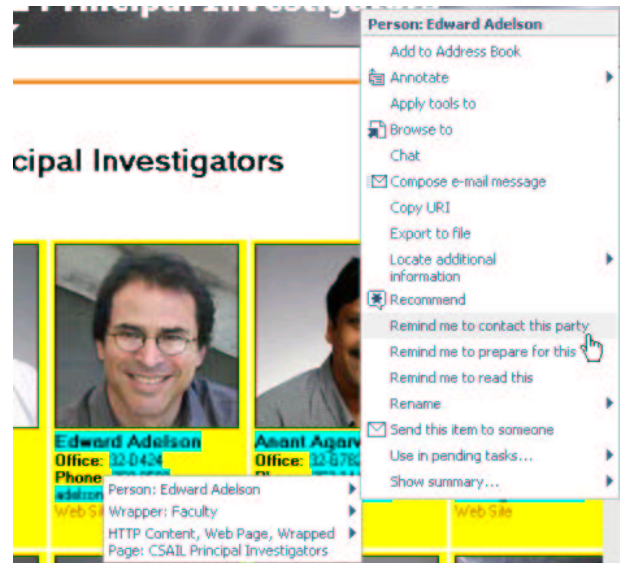 Principal Investigators
cipal Investigators
Person: Edward Adelson
Add to Address Book
Annotate
Apply tools to
Browse to
Chat
Compose e-mail message
Copy URI
Export to file
Locate additional
information
Recommend
Remind me to contact this party
Remind me to prepare for this
Remind me to read this
Rename
Send this item to someone
Use in pending tasks...
Show summary...
Edward Adelson
Office: 32-D424
Phone
adelson
Web Si
Anant Agarw
Office: 32-G782
Web Site
Person: Edward Adelson
Wrapper: Faculty
HTTP Content, Web Page, Wrapped
Page: CSAIL Principal Investigators